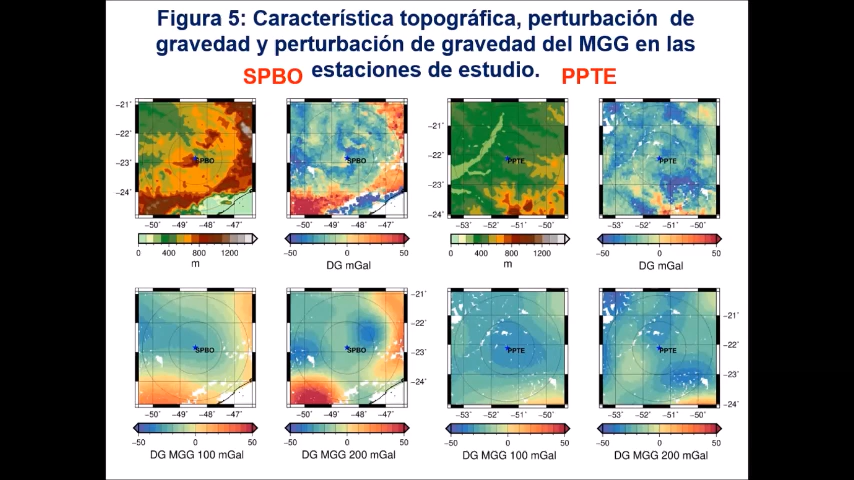 Figura 5: Característica topográfica, perturbación de
gravedad y perturbación de gravedad del MGG en las
estaciones de estudio.
SPBO
PPTE
-21˚
-22˚
-23˚
-24˚
SPBO
-50˚ -49˚ -48˚ -47˚
0 400 800 1200
m
SPBO
-50˚ -49˚ -48˚ -47˚
-50 0 50
DG mGal
-21˚
-22˚
-23˚
-24˚
PPTE
-53˚ -52˚ -51˚ -50˚
0 400 800 1200
m
-21˚
-22˚
-23˚
-24˚
PPTE
-53˚ -52˚ -51˚ -50˚
-50 0 50
DG mGal
SPBO
-50˚ -49˚ -48˚ -47˚
-50 0 50
DG MGG 100 mGal
-21˚
-22˚
-23˚
-24˚
SPBO
-50˚ -49˚ -48˚ -47˚
-50 0 50
DG MGG 200 mGal
PPTE
-53˚ -52˚ -51˚ -50˚
-50 0 50
DG MGG 100 mGal
-21˚
-22˚
-23˚
-24˚
PPTE
-53˚ -52˚ -51˚ -50˚
-50 0 50
DG MGG 200 mGal